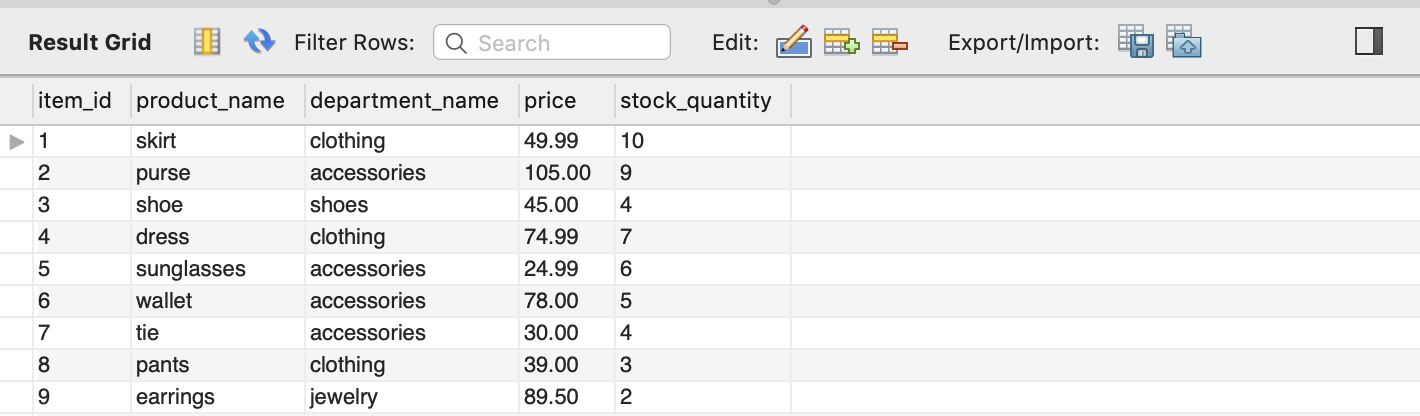 Result Grid Filter Rows: Search Edit: Export/Import:
item_id product_name department_name price stock_quantity
1 skirt clothing 49.99 10
2 purse accessories 105.00 9
3 shoe shoes 45.00 4
4 dress clothing 74.99 7
5 sunglasses accessories 24.99 6
6 wallet accessories 78.00 5
7 tie accessories 30.00 4
8 pants clothing 39.00 3
9 earrings jewelry 89.50 2